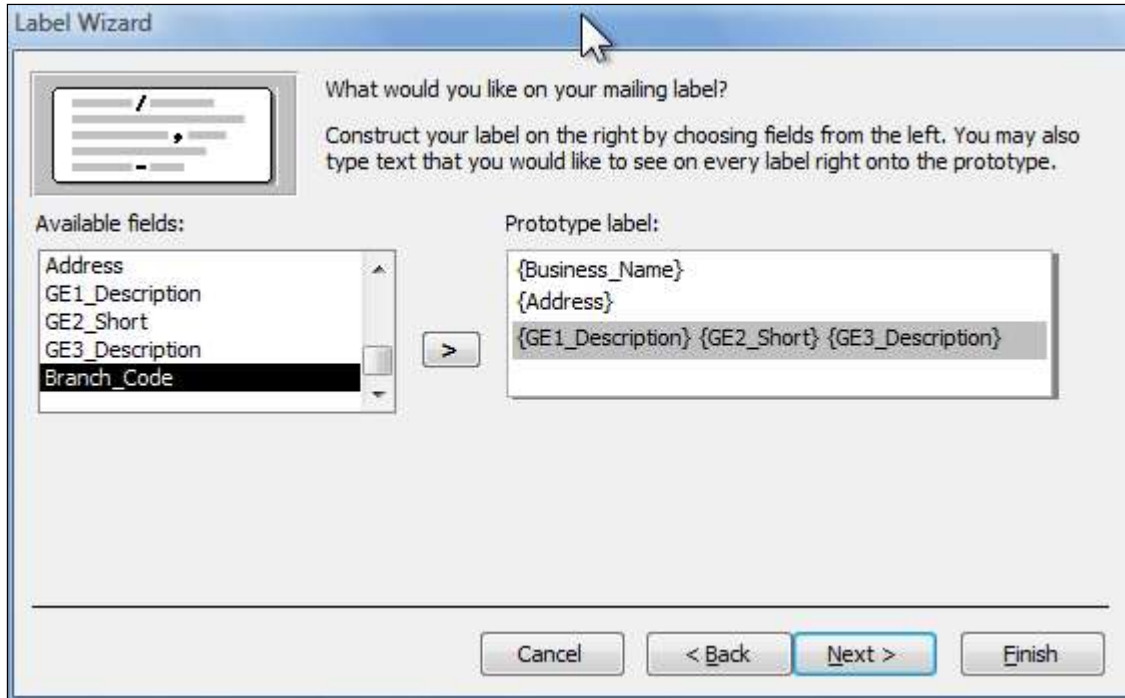 Label Wizard
What would you like on your mailing label?
Construct your label on the right by choosing fields from the left. You may also
type text that you would like to see on every label right onto the prototype.
Available fields:
Address
GE1_Description
GE2_Short
GE3_Description
Branch_Code
>
Prototype label:
{Business_Name}
{Address}
{GE1_Description} {GE2_Short} {GE3_Description}
Cancel
< Back
Next >
Finish